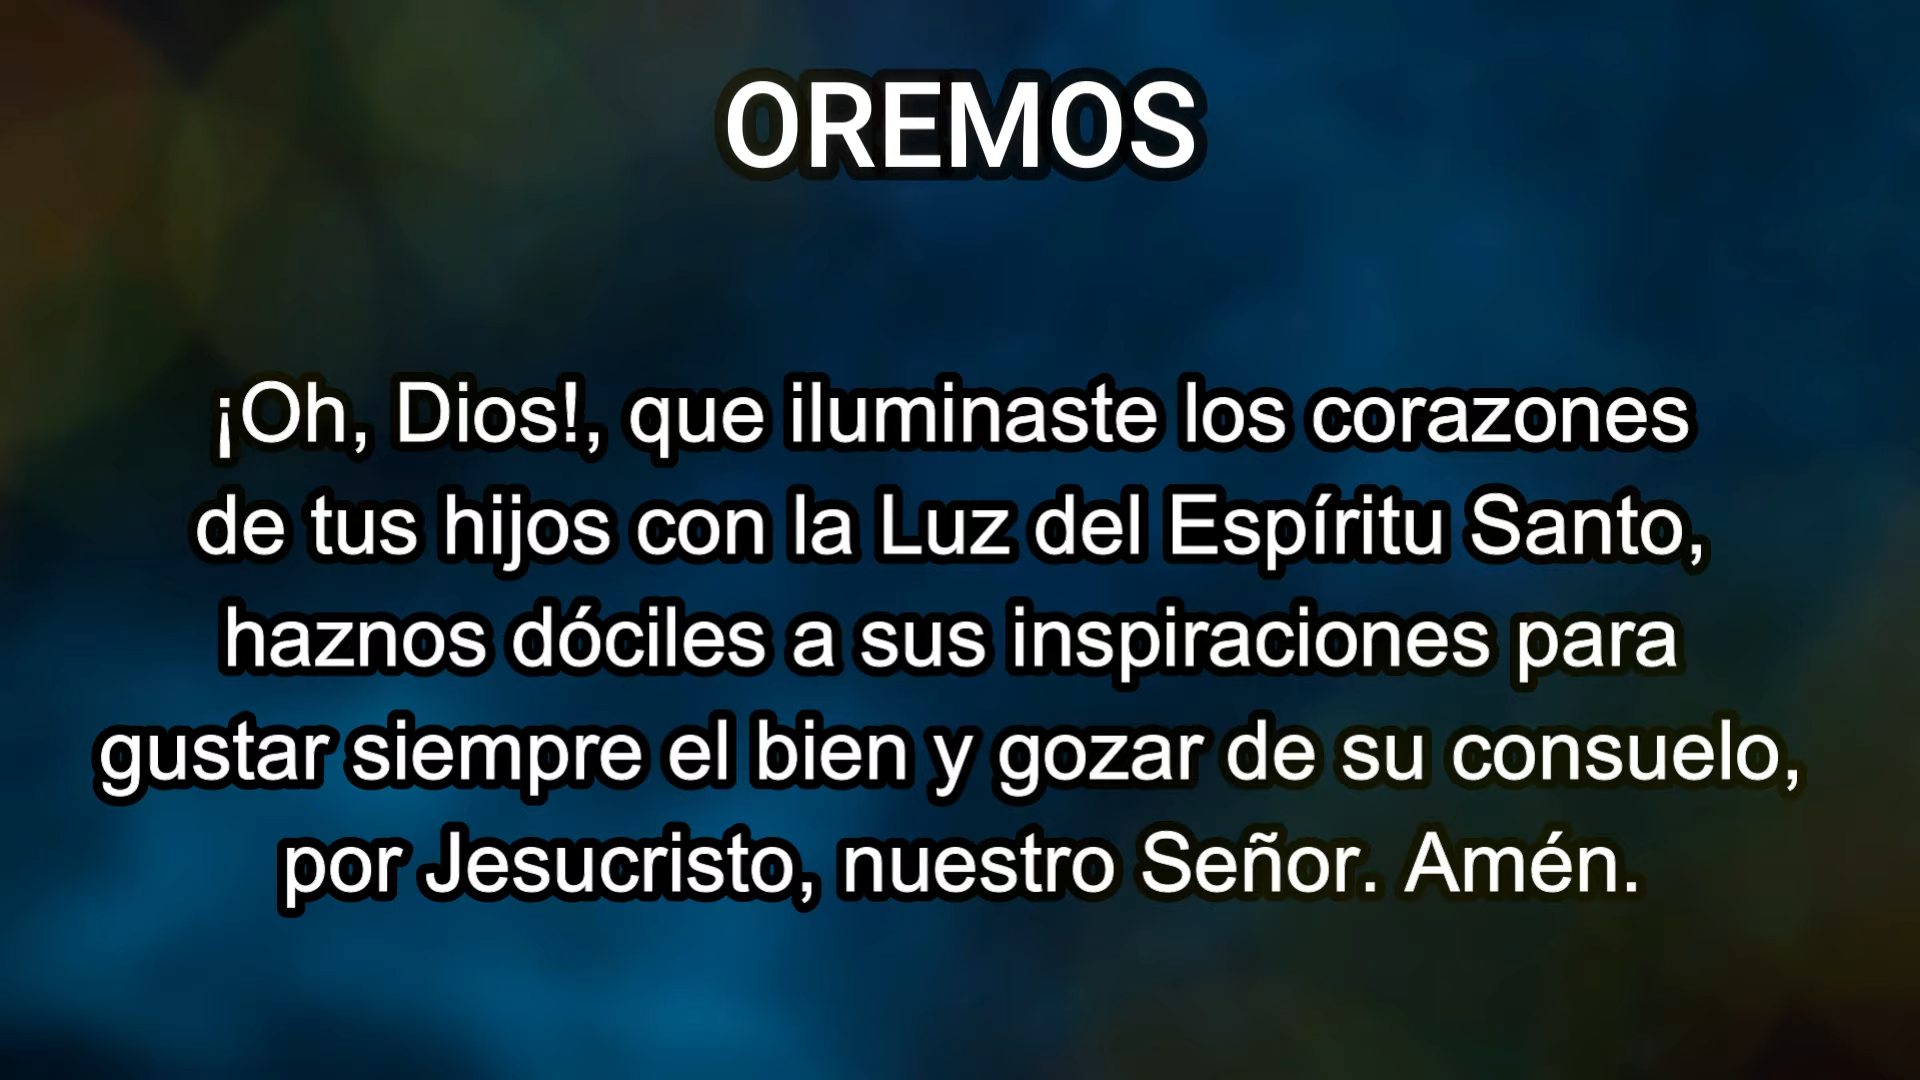 OREMOS
¡Oh, Dios!, que iluminaste los corazones
de tus hijos con la Luz del Espíritu Santo,
haznos dóciles a sus inspiraciones para
gustar siempre el bien y gozar de su consuelo,
por Jesucristo, nuestro Señor. Amén.